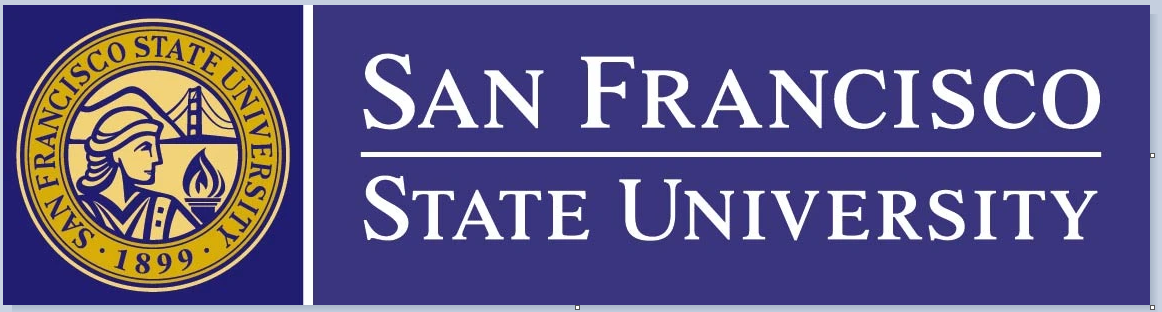 SAN FRANCISCO STATE UNIVERSITY
· 1899 ·
SAN FRANCISCO
STATE UNIVERSITY